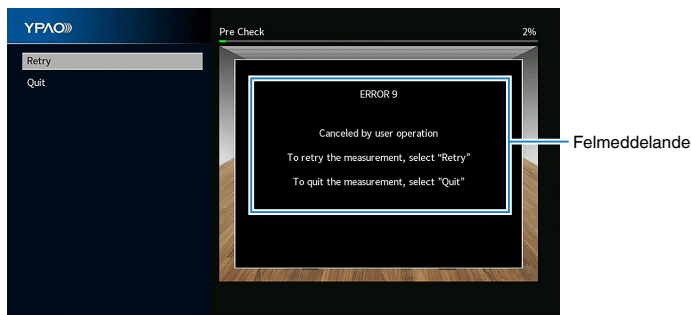 YPAO
Pre Check 2%
Retry
Quit
ERROR 9
Canceled by user operation
To retry the measurement, select “Retry”
To quit the measurement, select ”Quit”
Felmeddelande